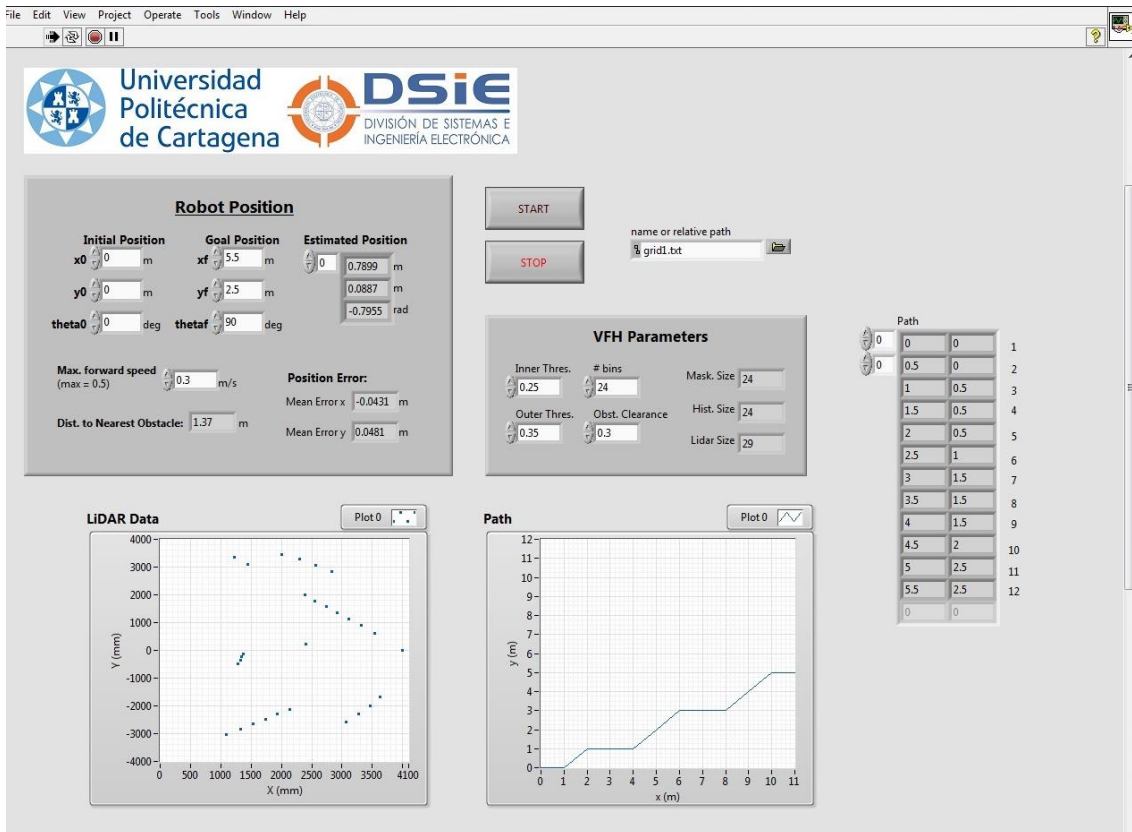 File Edit View Project Operate Tools Window Help
Universidad
Politécnica
de Cartagena
DSiE
DIVISIÓN DE SISTEMAS E
INGENIERÍA ELECTRÓNICA
Robot Position
Initial Position Goal Position Estimated Position
x0 0 m xf 5.5 m 0 0.7899 m
y0 0 m yf 2.5 m 0.0887 m
theta0 0 deg thetaf 90 deg -0.7955 rad
Max. forward speed 0.3 m/s
(max = 0.5)
Position Error:
Mean Error x -0.0431 m
Dist. to Nearest Obstacle: 1.37 m
Mean Error y 0.0481 m
START
STOP
name or relative path
grid1.txt
VFH Parameters
Inner Thres. # bins Mask. Size 24
0.25 24
Outer Thres. Obst. Clearance Hist. Size 24
0.35 0.3 Lidar Size 29
Path
0 0 0 1
0 0.5 0 2
1 0.5 3
1.5 0.5 4
2 0.5 5
2.5 1 6
3 1.5 7
3.5 1.5 8
4 1.5 9
4.5 2 10
5 2.5 11
5.5 2.5 12
0 0
LiDAR Data Plot 0
4000
3000
2000
1000
0
-1000
-2000
-3000
-4000
Y (mm)
0 500 1000 1500 2000 2500 3000 3500 4100
X (mm)
Path Plot 0
12
11
10
9
8
7
6
5
4
3
2
1
0
y (m)
0 1 2 3 4 5 6 7 8 9 10 11
x (m)